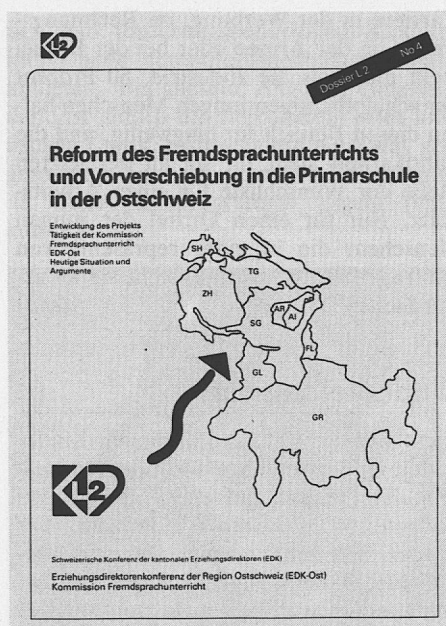 L2
Dossier L 2 No 4
Reform des Fremdsprachunterrichts
und Vorverschiebung in die Primarschule
in der Ostschweiz
Entwicklung des Projekts
Tätigkeit der Kommission
Fremdsprachunterricht
EDK-Ost
Heutige Situation und
Argumente
SH
TG
ZH
AR
AI
SG
FL
GL
GR
L2
Schweizerische Konferenz der kantonalen Erziehungsdirektoren (EDK)
Erziehungsdirektorenkonferenz der Region Ostschweiz (EDK-Ost)
Kommission Fremdsprachunterricht